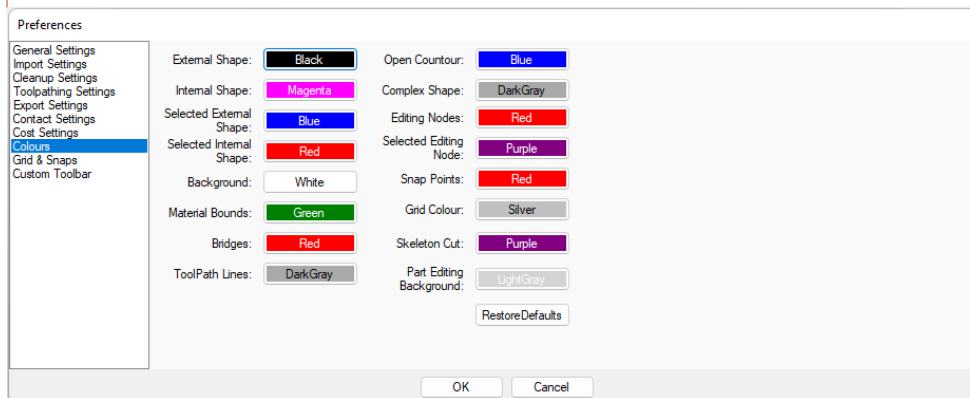 Preferences
General Settings
Import Settings
Cleanup Settings
Toolpathing Settings
Export Settings
Contact Settings
Cost Settings
Colours
Grid & Snaps
Custom Toolbar
External Shape: Black
Internal Shape: Magenta
Selected External
Shape: Blue
Selected Internal
Shape: Red
Background: White
Material Bounds: Green
Bridges: Red
ToolPath Lines: DarkGray
Open Countour: Blue
Complex Shape: DarkGray
Editing Nodes: Red
Selected Editing
Node: Purple
Snap Points: Red
Grid Colour: Silver
Skeleton Cut: Purple
Part Editing
Background: LightGray
RestoreDefaults
OK Cancel